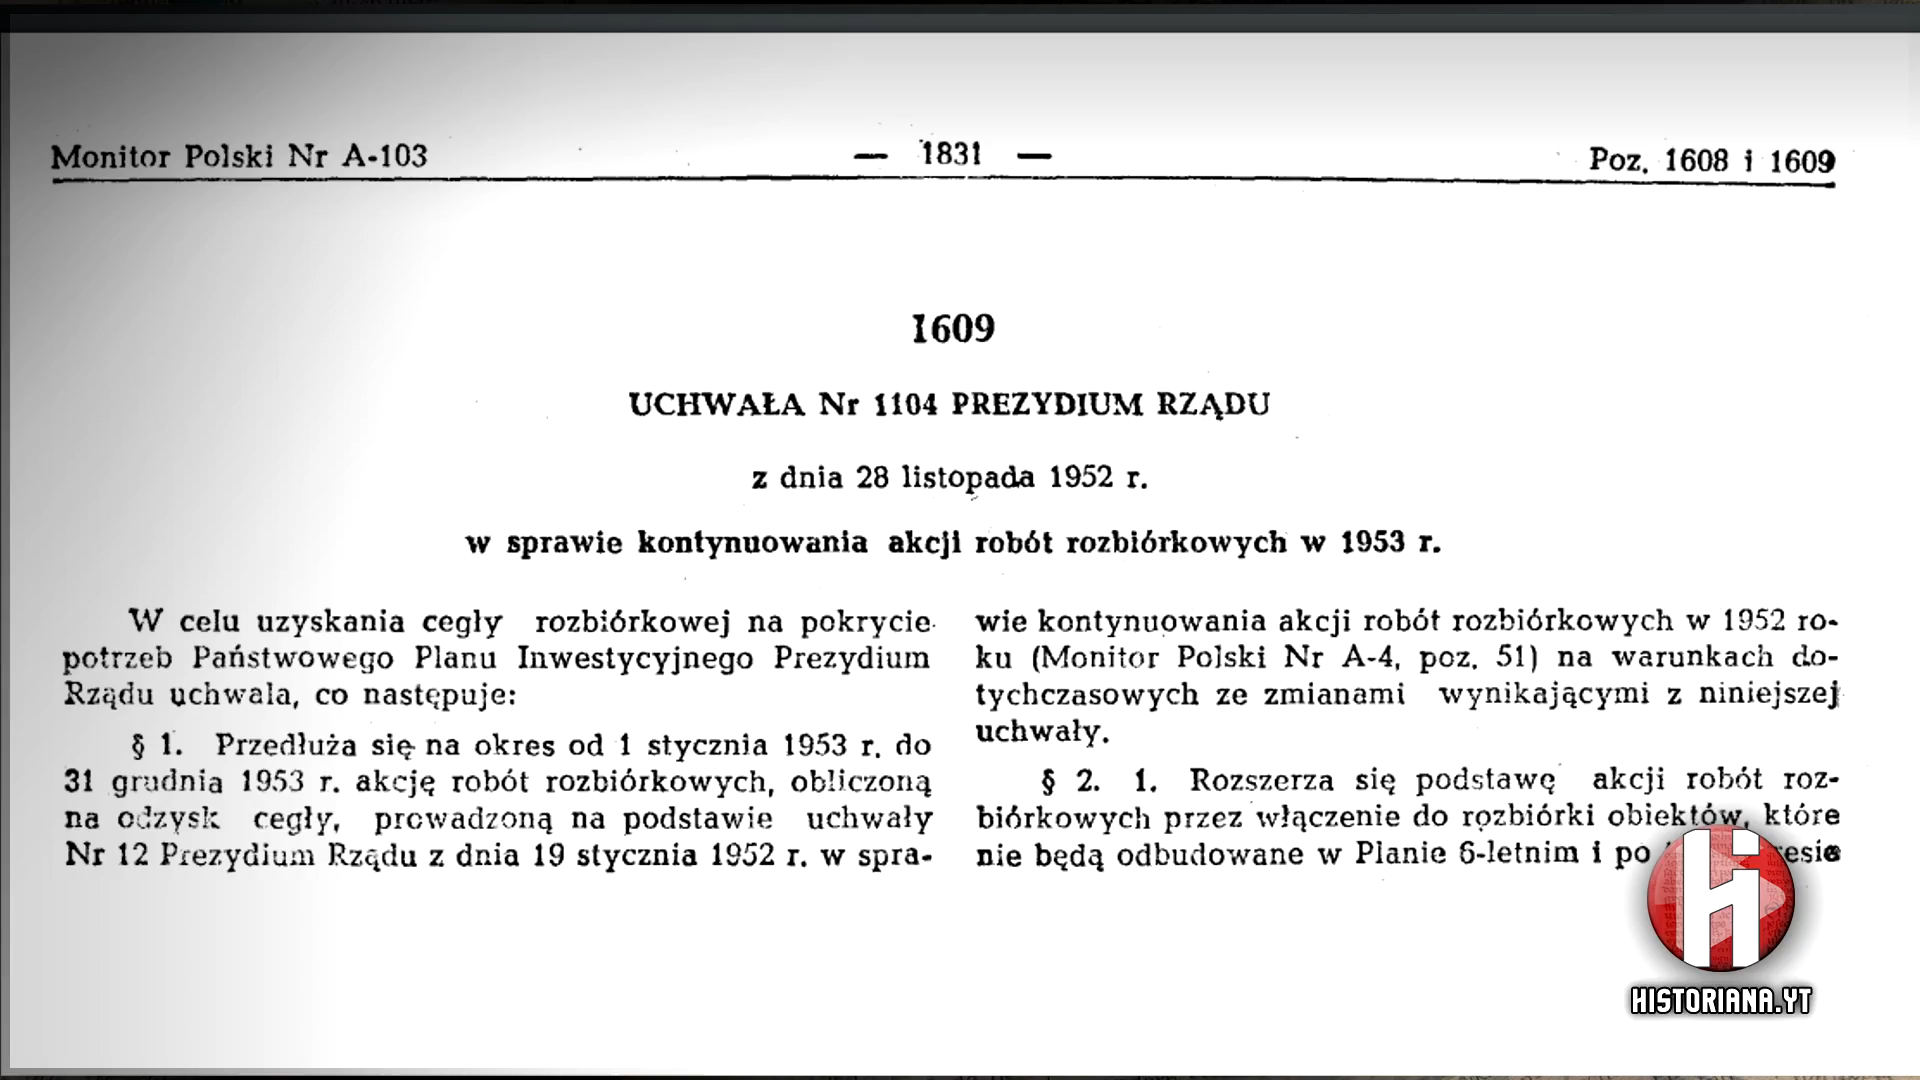 Monitor Polski Nr A-103 — 1831 — Poz. 1608 i 1609
1609
UCHWAŁA Nr 1104 PREZYDIUM RZĄDU
z dnia 28 listopada 1952 r.
w sprawie kontynuowania akcji robót rozbiórkowych w 1953 r.
W celu uzyskania cegły rozbiórkowej na pokrycie
potrzeb Państwowego Planu Inwestycyjnego Prezydium
Rządu uchwala, co następuje:
§ 1. Przedłuża się na okres od 1 stycznia 1953 r. do
31 grudnia 1953 r. akcję robót rozbiórkowych, obliczoną
na odzysk cegły, prowadzoną na podstawie uchwały
Nr 12 Prezydium Rządu z dnia 19 stycznia 1952 r. w spra-
wie kontynuowania akcji robót rozbiórkowych w 1952 ro-
ku (Monitor Polski Nr A-4, poz. 51) na warunkach do-
tychczasowych ze zmianami wynikającymi z niniejszej
uchwały.
§ 2. 1. Rozszerza się podstawę akcji robót roz-
biórkowych przez włączenie do rozbiórki obiektów, które
nie będą odbudowane w Planie 6-letnim i po
HISTORIANA.YT